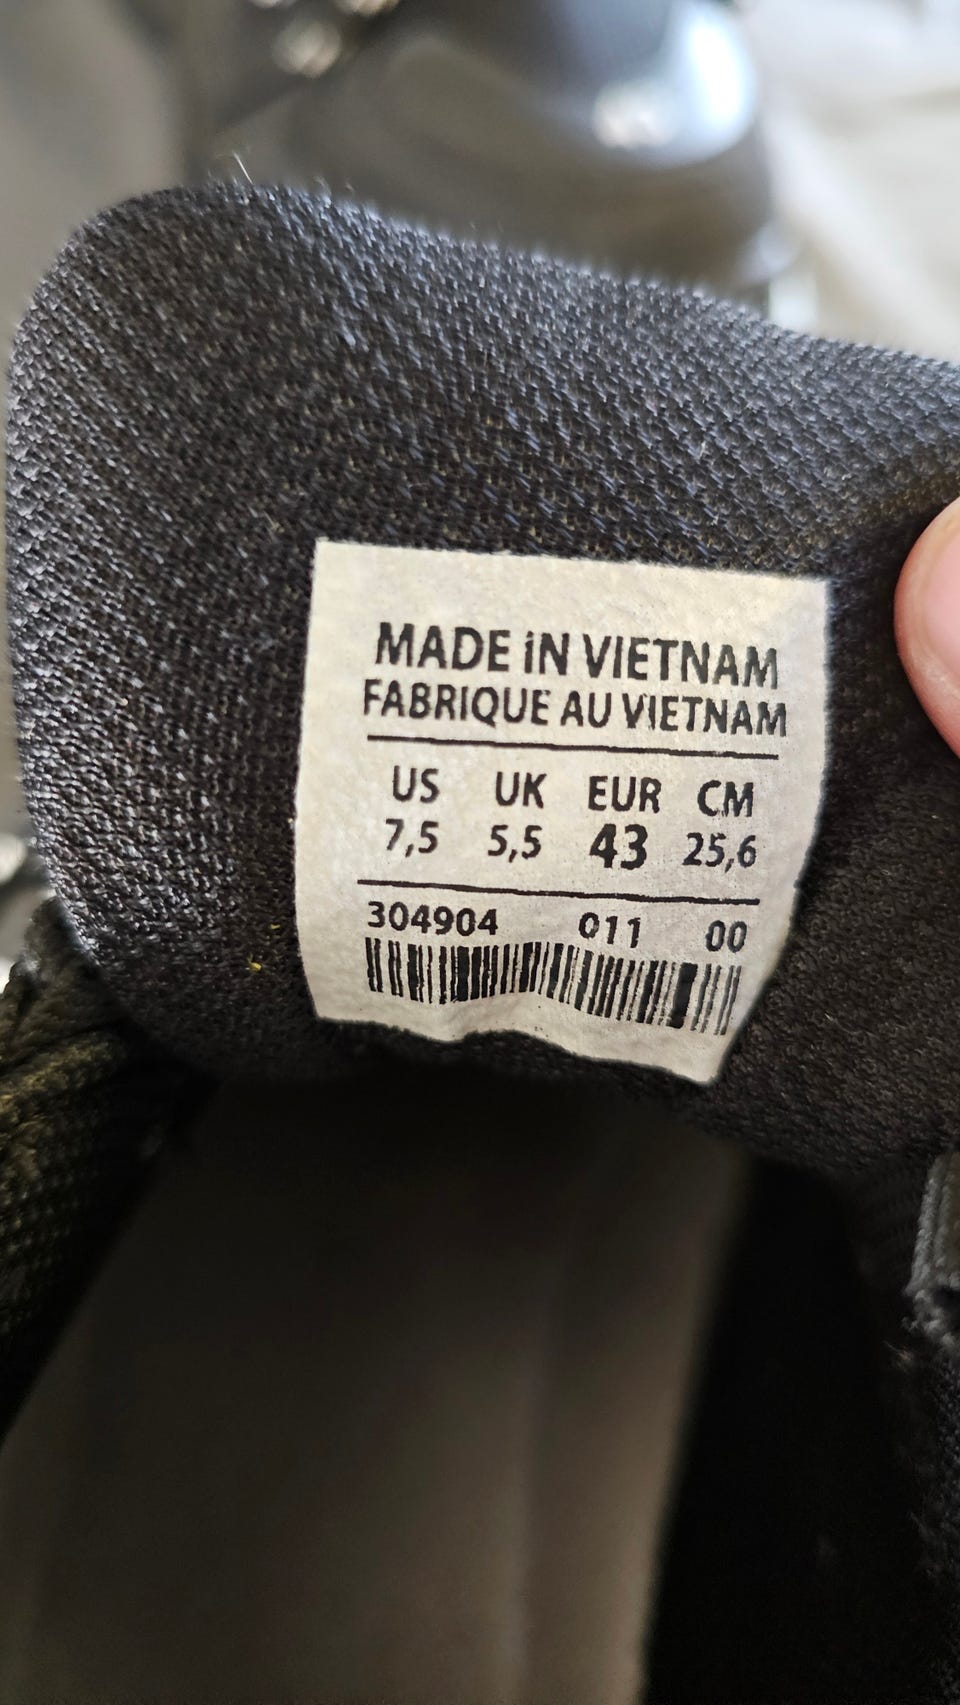 MADE iN VIETNAM
FABRIQUE AU VIETNAM
US UK EUR CM
7,5 5,5 43 25,6
304904 011 00